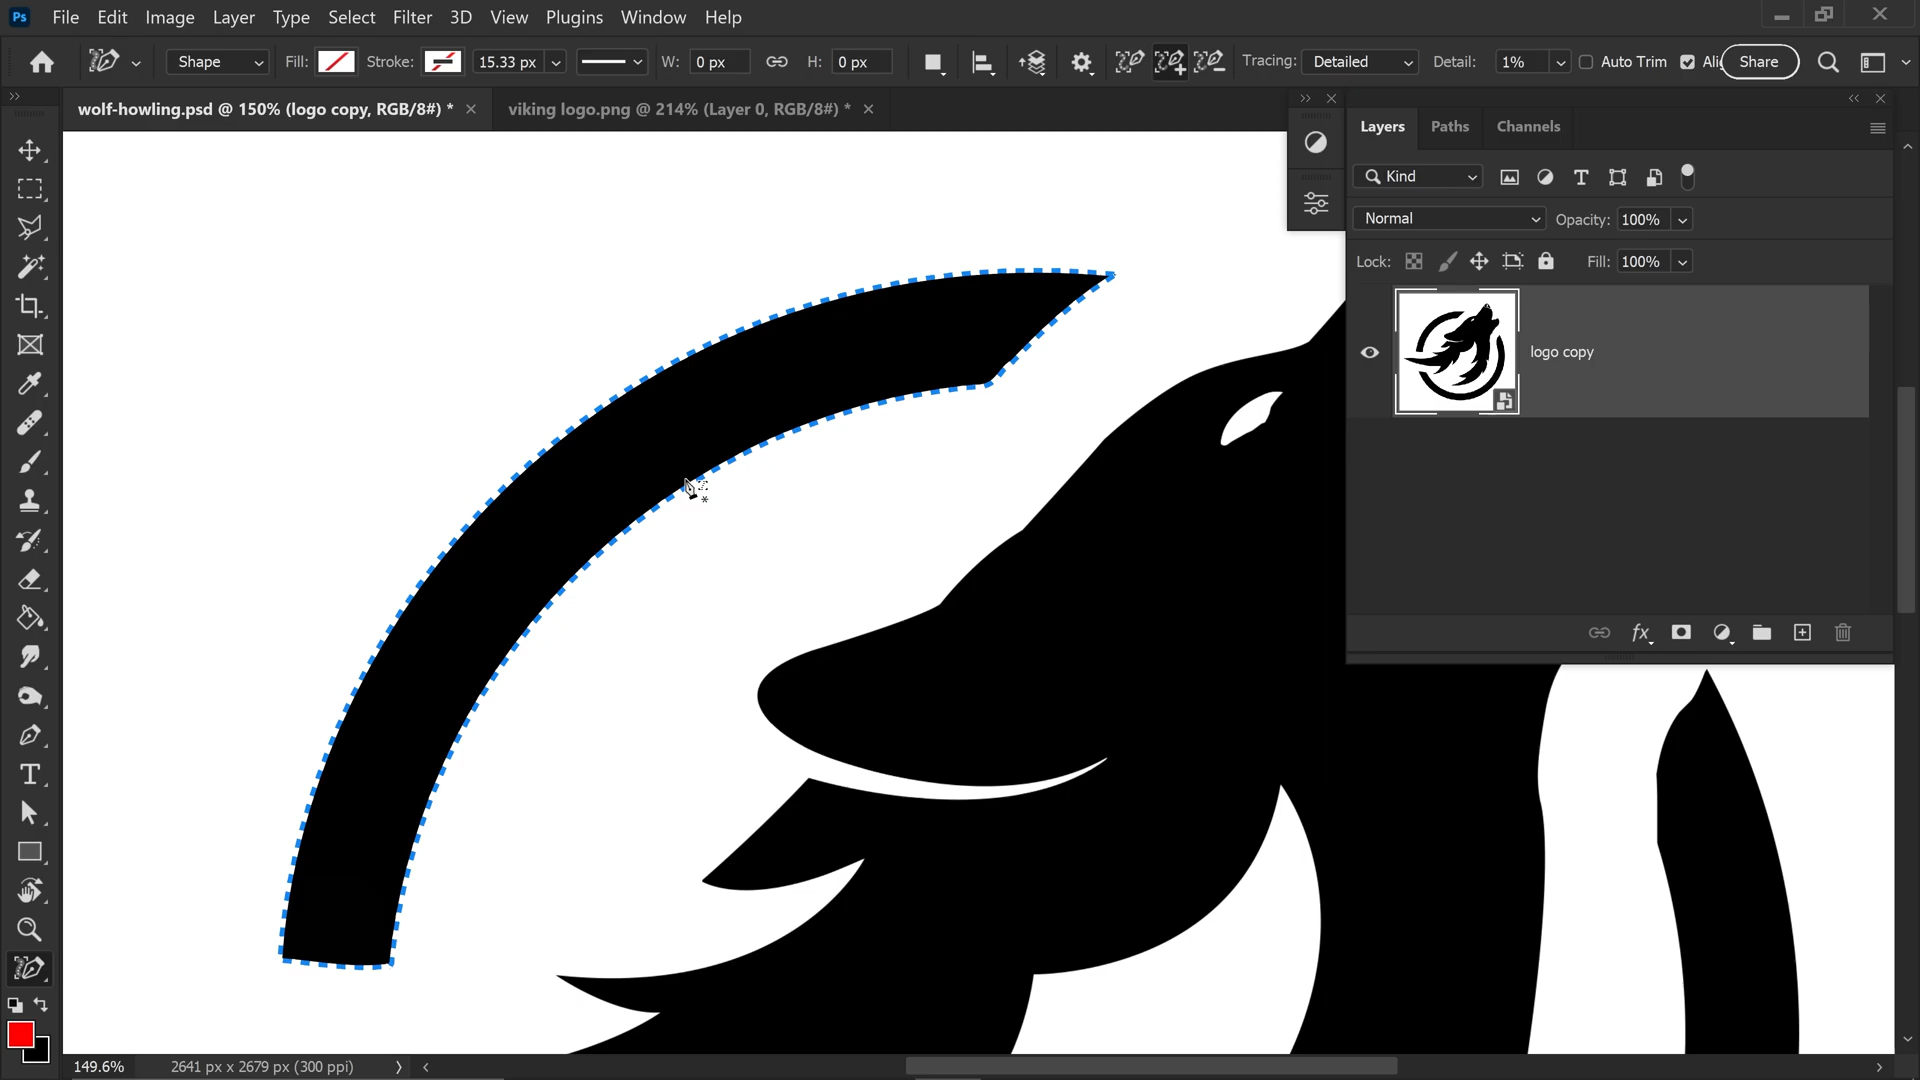 Ps File Edit Image Layer Type Select Filter 3D View Plugins Window Help
Shape Fill: Stroke: 15.33 px W: 0 px H: 0 px Tracing: Detailed Detail: 1% Auto Trim Share
wolf-howling.psd @ 150% (logo copy, RGB/8#) * viking logo.png @ 214% (Layer 0, RGB/8#) *
Layers Paths Channels
Kind
Normal Opacity: 100%
Lock: Fill: 100%
logo copy
fx
149.6% 2641 px x 2679 px (300 ppi)